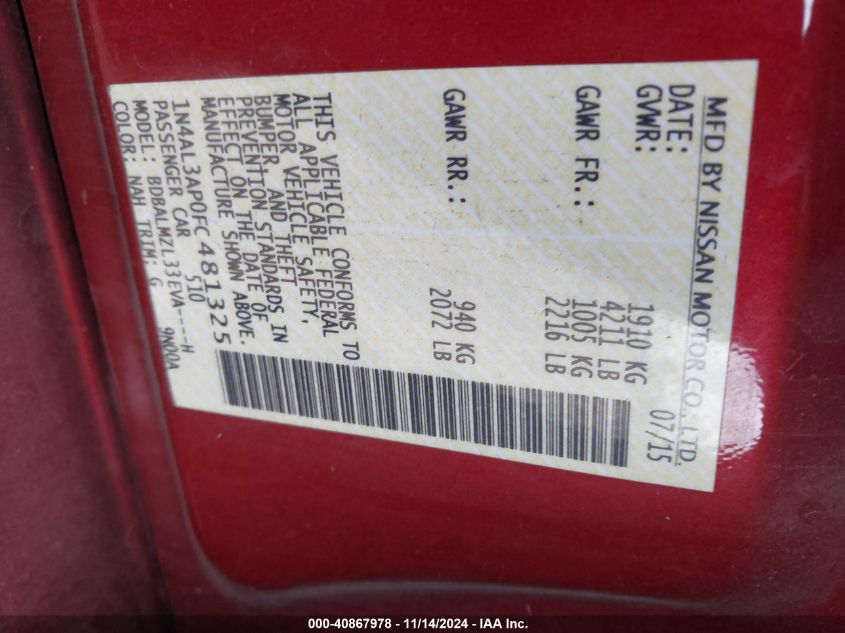 MFD BY NISSAN MOTOR CO., LTD.
DATE: 07/15
GVWR: 1910 KG
4211 LB
GAWR FR.: 1005 KG
2216 LB
GAWR RR.: 940 KG
2072 LB
THIS VEHICLE CONFORMS TO
ALL APPLICABLE FEDERAL
MOTOR VEHICLE SAFETY,
BUMPER, AND THEFT
PREVENTION STANDARDS IN
EFFECT ON THE DATE OF
MANUFACTURE SHOWN ABOVE.
1N4AL3AP0FC481325
PASSENGER CAR 510
MODEL: BDBALMZL33EVA----H
COLOR: NAH TRIM: G 9N00A
000-40867978 - 11/14/2024 - IAA Inc.